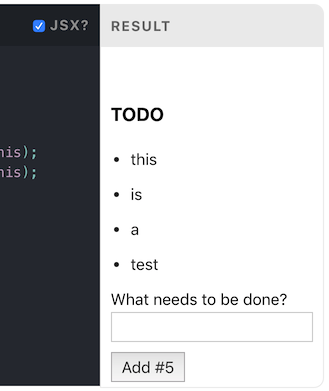 JSX?
RESULT
TODO
this
his);
is
his);
a
test
What needs to be done?
Add #5